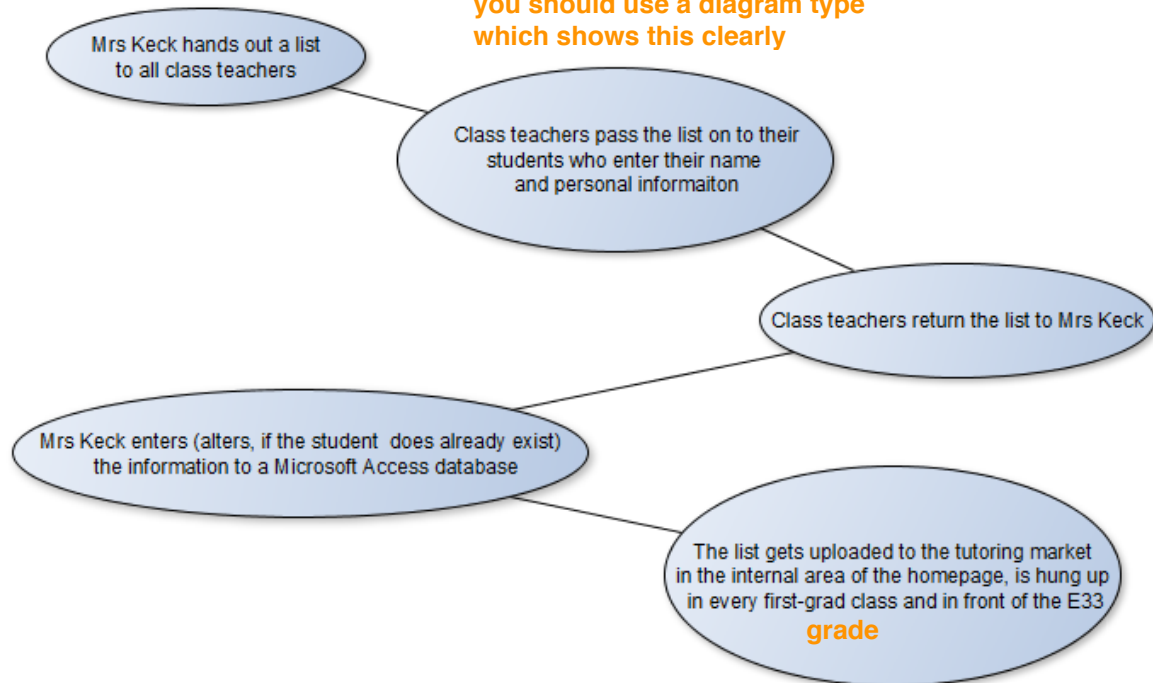 you should use a diagram type
which shows this clearly
Mrs Keck hands out a list
to all class teachers
Class teachers pass the list on to their
students who enter their name
and personal informaiton
Class teachers return the list to Mrs Keck
Mrs Keck enters (alters, if the student does already exist)
the information to a Microsoft Access database
The list gets uploaded to the tutoring market
in the internal area of the homepage, is hung up
in every first-grad class and in front of the E33
grade